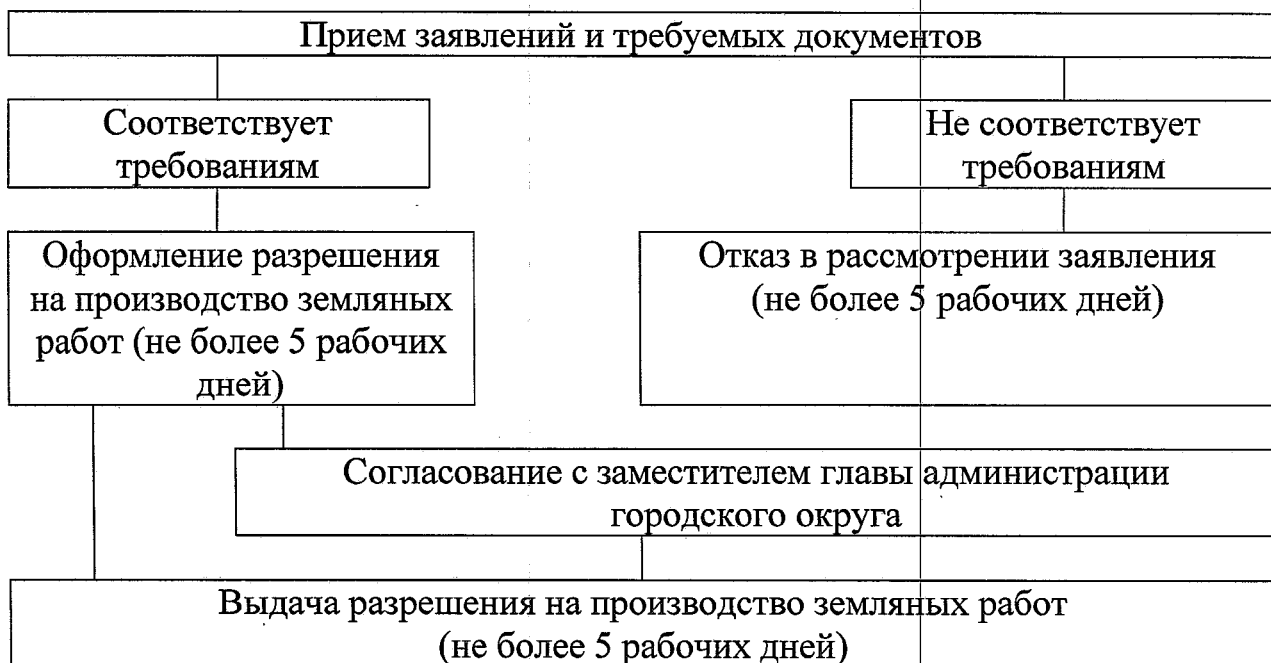 Прием заявлений и требуемых документов
Соответствует
требованиям
Не соответствует
требованиям
Оформление разрешения
на производство земляных
работ (не более 5 рабочих
дней)
Отказ в рассмотрении заявления
(не более 5 рабочих дней)
Согласование с заместителем главы администрации
городского округа
Выдача разрешения на производство земляных работ
(не более 5 рабочих дней)